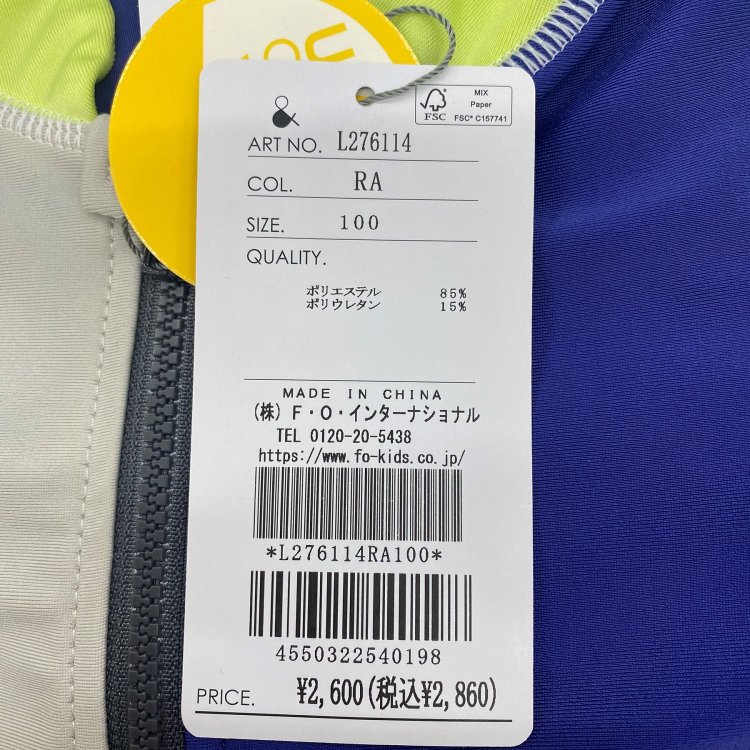 &
MIX
Paper
FSC
FSC® C157741
ART NO. L276114
COL. RA
SIZE. 100
QUALITY.
ポリエステル 85%
ポリウレタン 15%
MADE IN CHINA
(株) F・O・インターナショナル
TEL 0120-20-5438
https://www.fo-kids.co.jp/
*L276114RA100*
4550322540198
PRICE. ¥2,600(税込¥2,860)